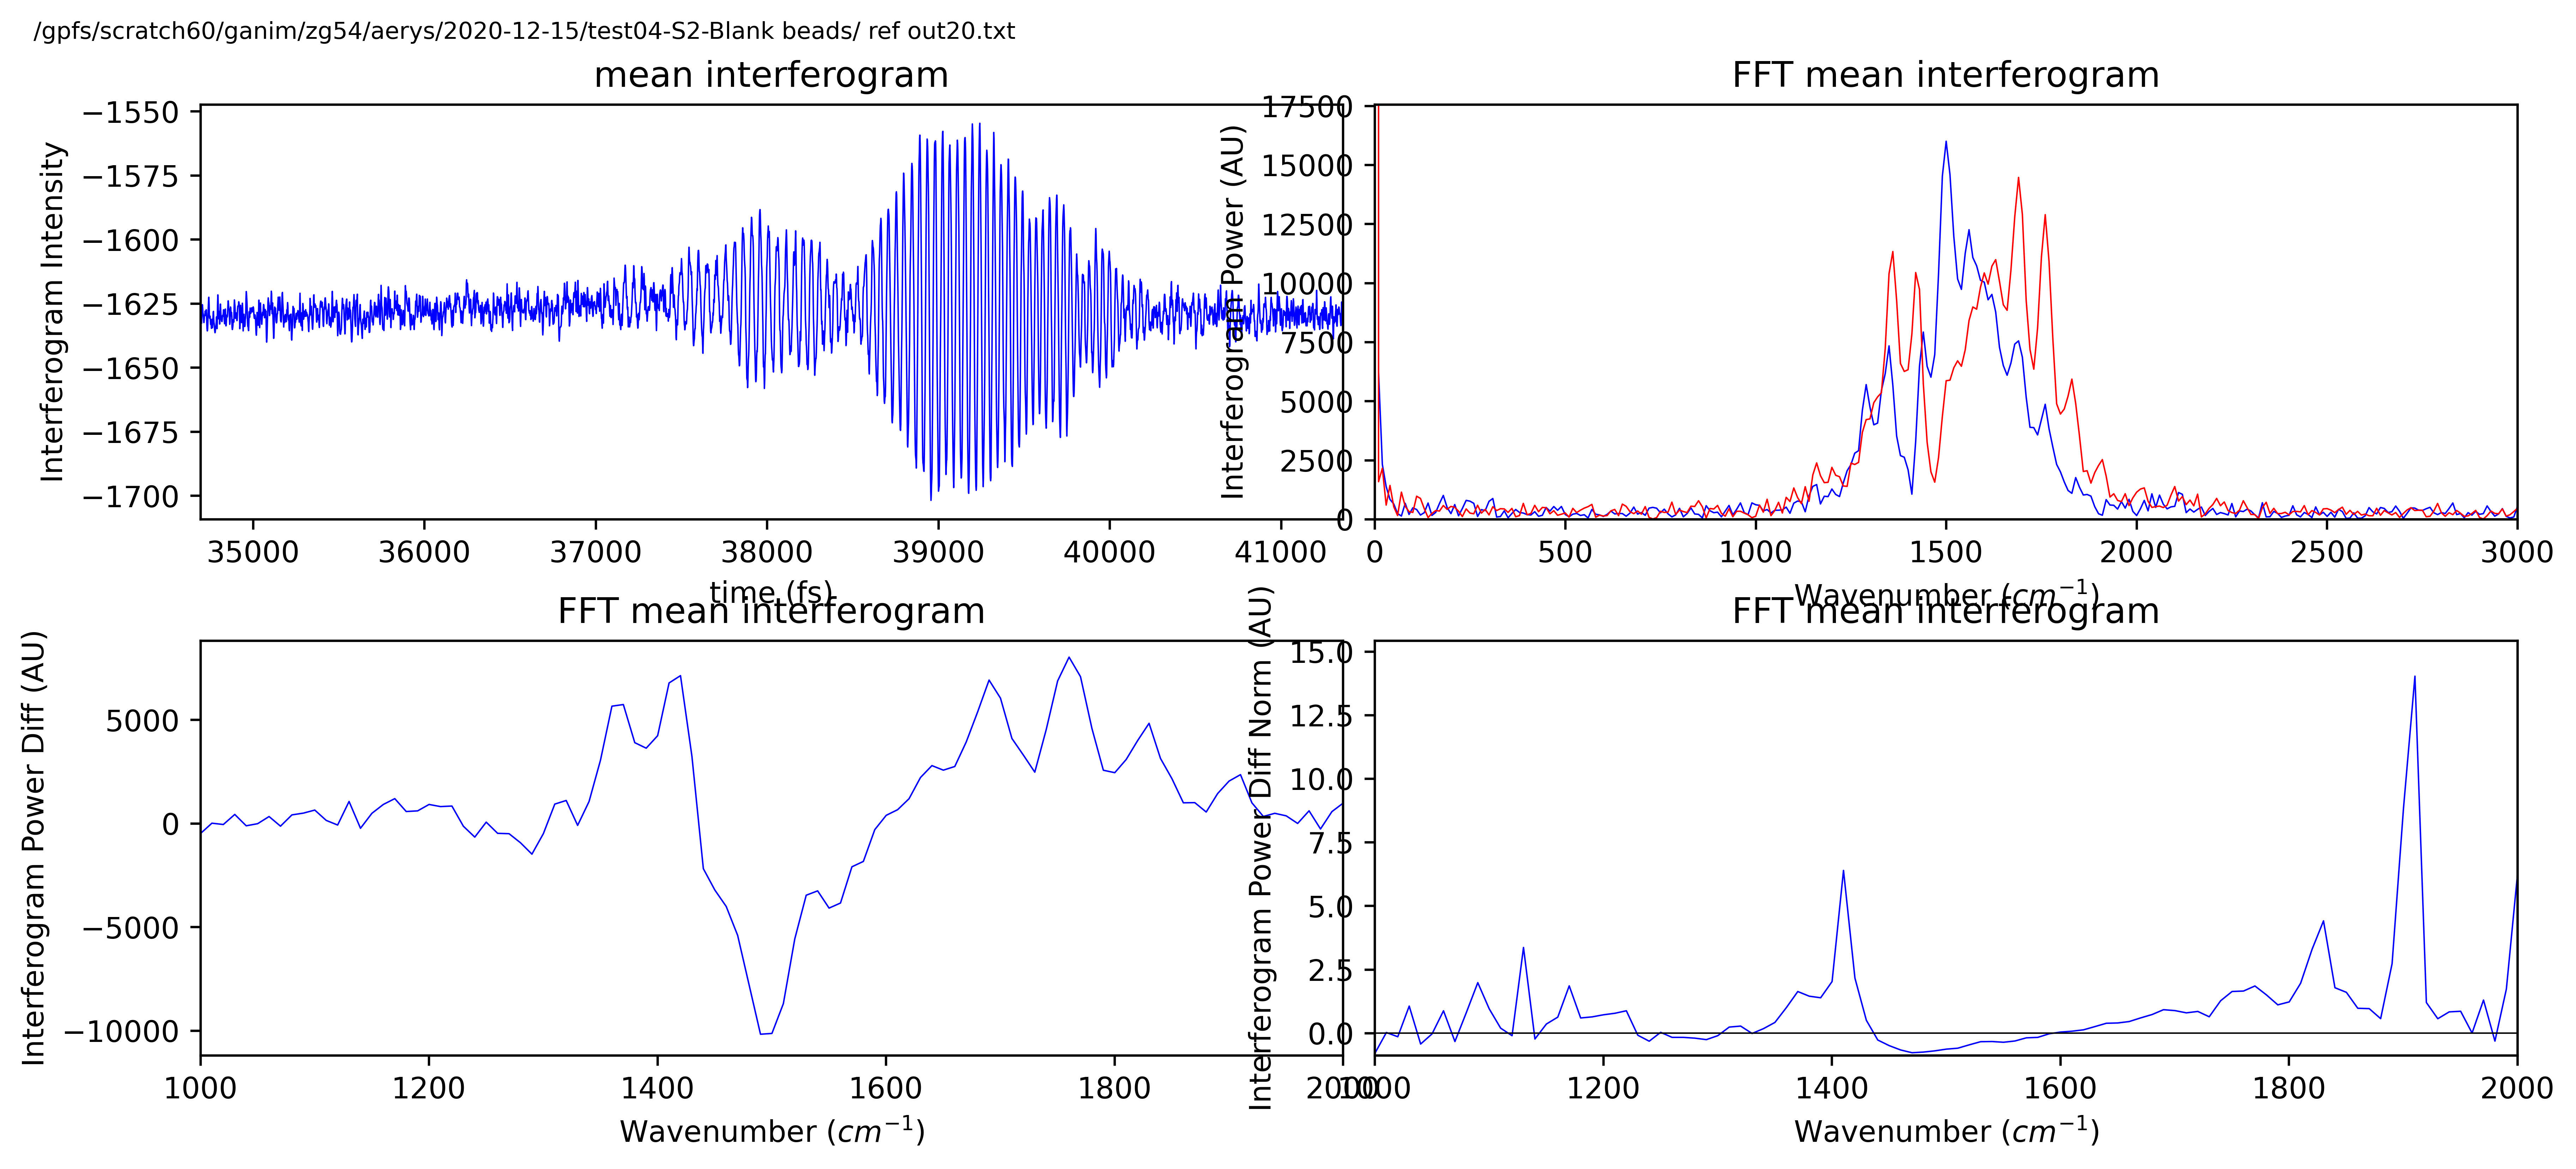 /gpfs/scratch60/ganim/zg54/aerys/2020-12-15/test04-S2-Blank beads/ ref out20.txt
mean interferogram
Interferogram Intensity
−1550
−1575
−1600
−1625
−1650
−1675
−1700
35000 36000 37000 38000 39000 40000 41000
time (fs)
FFT mean interferogram
Interferogram Power (AU)
17500
15000
12500
10000
7500
5000
2500
0
0 500 1000 1500 2000 2500 3000
Wavenumber (cm⁻¹)
FFT mean interferogram
Interferogram Power Diff (AU)
5000
0
−5000
−10000
1000 1200 1400 1600 1800 2000
Wavenumber (cm⁻¹)
FFT mean interferogram
Interferogram Power Diff Norm (AU)
15.0
12.5
10.0
7.5
5.0
2.5
0.0
1000 1200 1400 1600 1800 2000
Wavenumber (cm⁻¹)